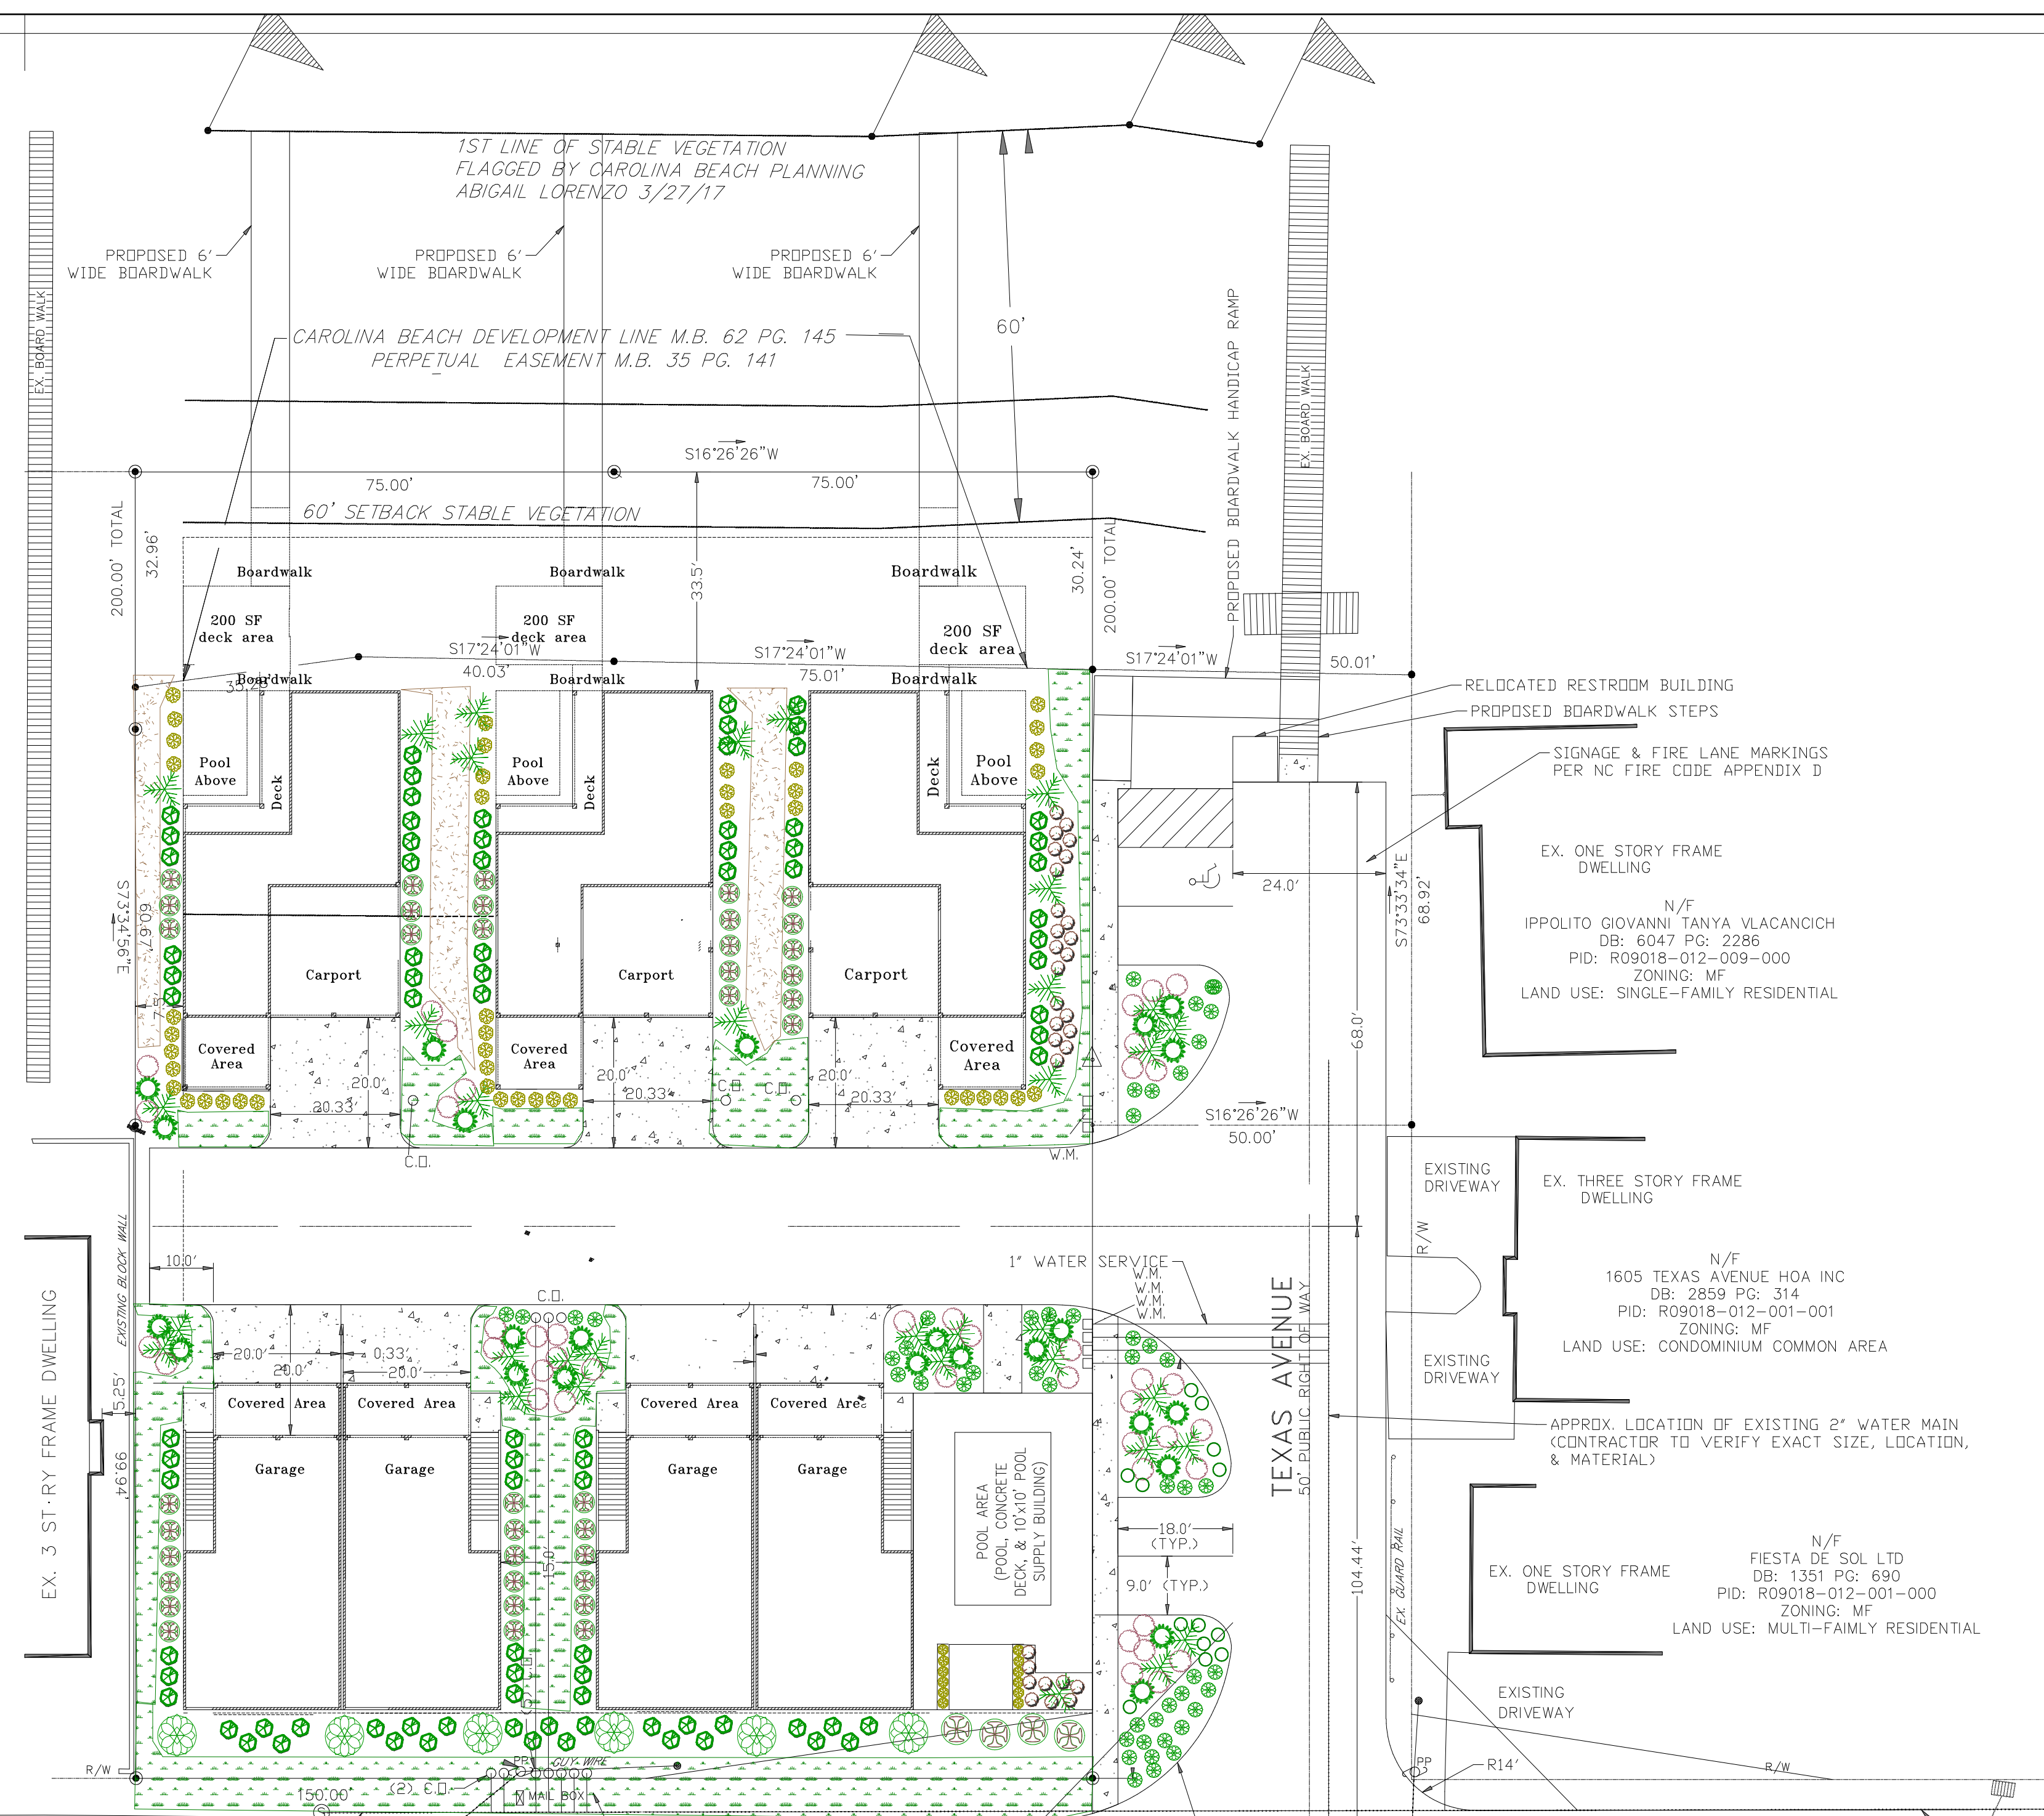 1ST LINE OF STABLE VEGETATION
FLAGGED BY CAROLINA BEACH PLANNING
ABIGAIL LORENZO 3/27/17
PROPOSED 6'
WIDE BOARDWALK
PROPOSED 6'
WIDE BOARDWALK
PROPOSED 6'
WIDE BOARDWALK
EX. BOARD WALK
60'
CAROLINA BEACH DEVELOPMENT LINE M.B. 62 PG. 145
PERPETUAL EASEMENT M.B. 35 PG. 141
PROPOSED BOARDWALK HANDICAP RAMP
EX. BOARD WALK
S16°26'26"W
75.00'
75.00'
60' SETBACK STABLE VEGETATION
200.00' TOTAL
32.96'
33.5'
30.24'
200.00' TOTAL
Boardwalk
Boardwalk
Boardwalk
200 SF
deck area
200 SF
deck area
200 SF
deck area
S17°24'01"W
40.03'
S17°24'01"W
75.01'
S17°24'01"W
50.01'
Boardwalk
Boardwalk
Boardwalk
RELOCATED RESTROOM BUILDING
PROPOSED BOARDWALK STEPS
SIGNAGE & FIRE LANE MARKINGS
PER NC FIRE CODE APPENDIX D
Pool
Above
Deck
Pool
Above
Deck
Deck
Pool
Above
EX. ONE STORY FRAME
DWELLING
24.0'
S73°33'34"E
68.92'
N/F
IPPOLITO GIOVANNI TANYA VLACANCICH
DB: 6047 PG: 2286
PID: R09018-012-009-000
ZONING: MF
LAND USE: SINGLE-FAMILY RESIDENTIAL
S73°34'56"E
60.67'
7.5'
Carport
Carport
Carport
68.0'
Covered
Area
Covered
Area
Covered
Area
20.0'
20.33'
20.0'
20.33'
20.0'
20.33'
C.O.
C.O.
C.O.
W.M.
S16°26'26"W
50.00'
EXISTING
DRIVEWAY
EX. THREE STORY FRAME
DWELLING
R/W
EXISTING BLOCK WALL
10.0'
C.O.
1" WATER SERVICE
W.M.
W.M.
W.M.
W.M.
N/F
1605 TEXAS AVENUE HOA INC
DB: 2859 PG: 314
PID: R09018-012-001-001
ZONING: MF
LAND USE: CONDOMINIUM COMMON AREA
TEXAS AVENUE
50' PUBLIC RIGHT OF WAY
EXISTING
DRIVEWAY
EX. 3 ST RY FRAME DWELLING
5.25'
99.94'
20.0'
20.0'
0.33'
20.0'
Covered Area
Covered Area
Covered Area
Covered Area
Garage
Garage
Garage
Garage
APPROX. LOCATION OF EXISTING 2" WATER MAIN
(CONTRACTOR TO VERIFY EXACT SIZE, LOCATION,
& MATERIAL)
POOL AREA
(POOL, CONCRETE
DECK, & 10'x10' POOL
SUPPLY BUILDING)
15.0'
18.0'
(TYP.)
9.0' (TYP.)
104.44'
EX. GUARD RAIL
EX. ONE STORY FRAME
DWELLING
N/F
FIESTA DE SOL LTD
DB: 1351 PG: 690
PID: R09018-012-001-000
ZONING: MF
LAND USE: MULTI-FAIMLY RESIDENTIAL
EXISTING
DRIVEWAY
R/W
PP
GUY WIRE
(2) C.O.
MAIL BOX
150.00'
PP
R14'
R/W